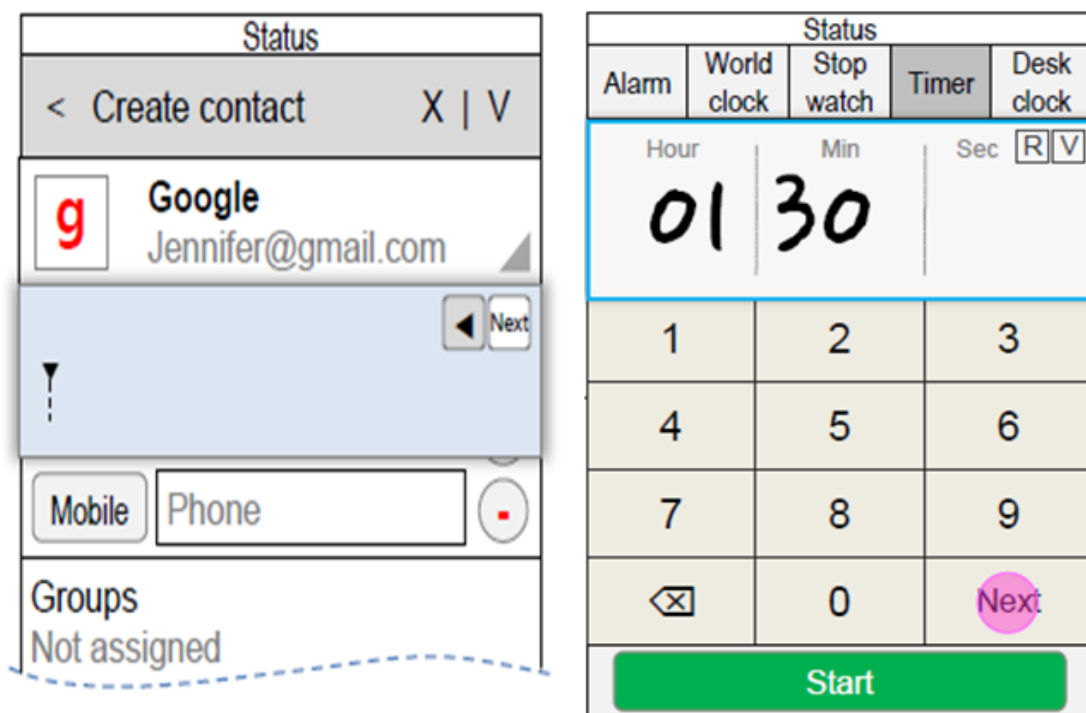 Status
< Create contact X | V
g
Google
Jennifer@gmail.com
Next
Mobile Phone -
Groups
Not assigned
Status
Alarm World clock Stop watch Timer Desk clock
Hour Min Sec R V
01 30
1 2 3
4 5 6
7 8 9
0 Next
Start